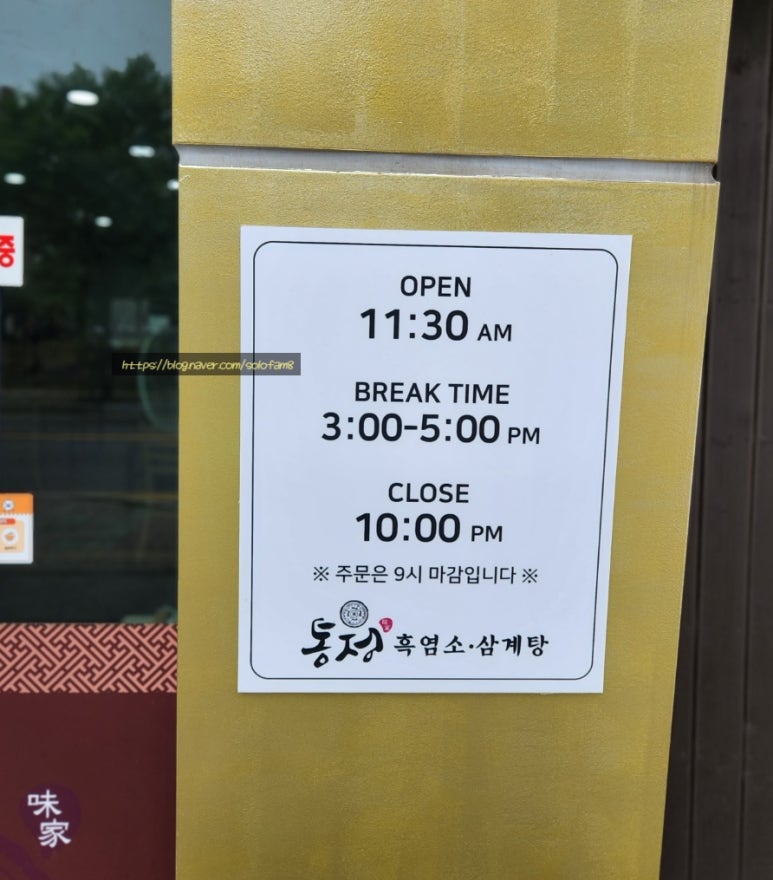 중
OPEN
11:30 AM
https://blog.naver.com/solofam8
BREAK TIME
3:00-5:00 PM
CLOSE
10:00 PM
※ 주문은 9시 마감입니다 ※
통정 흑염소·삼계탕
味家